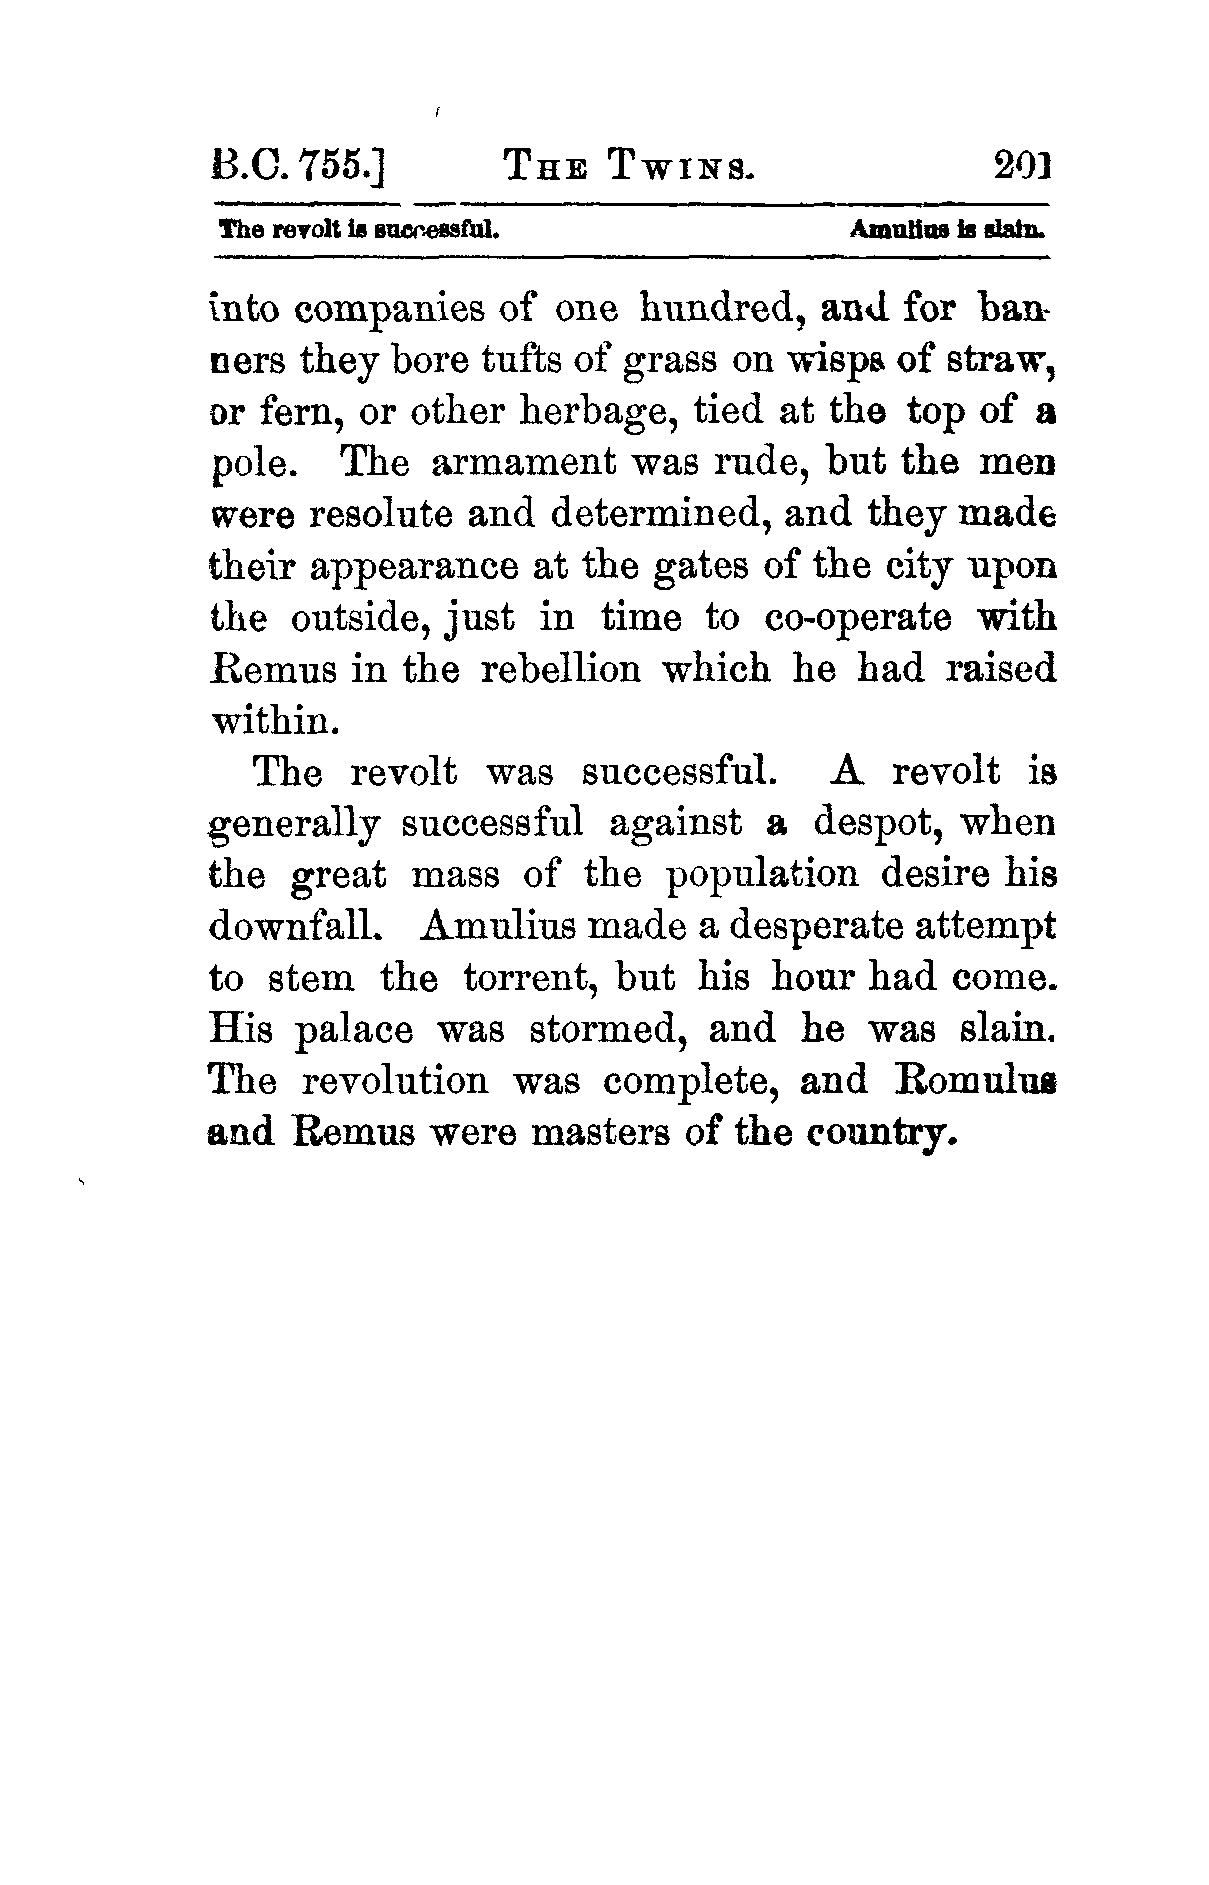 B.C. 755.] THE TWINS. 201
The revolt is successful. Amulius is slain.
into companies of one hundred, and for ban-
ners they bore tufts of grass on wisps of straw,
or fern, or other herbage, tied at the top of a
pole. The armament was rude, but the men
were resolute and determined, and they made
their appearance at the gates of the city upon
the outside, just in time to co-operate with
Remus in the rebellion which he had raised
within.
The revolt was successful. A revolt is
generally successful against a despot, when
the great mass of the population desire his
downfall. Amulius made a desperate attempt
to stem the torrent, but his hour had come.
His palace was stormed, and he was slain.
The revolution was complete, and Romulus
and Remus were masters of the country.